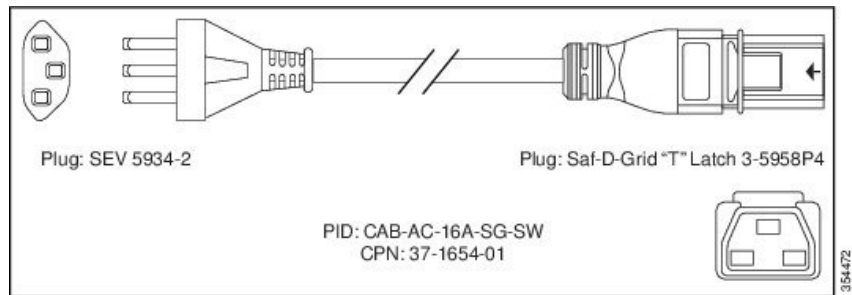 Plug: SEV 5934-2
Plug: Saf-D-Grid “T” Latch 3-5958P4
PID: CAB-AC-16A-SG-SW
CPN: 37-1654-01
354472